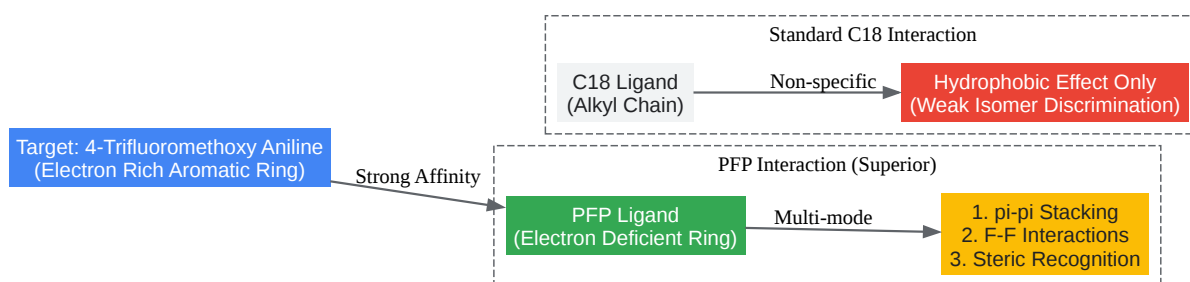 Standard C18 Interaction
C18 Ligand
(Alkyl Chain)
Non-specific
Hydrophobic Effect Only
(Weak Isomer Discrimination)
Target: 4-Trifluoromethoxy Aniline
(Electron Rich Aromatic Ring)
Strong Affinity
PFP Interaction (Superior)
PFP Ligand
(Electron Deficient Ring)
Multi-mode
1. pi-pi Stacking
2. F-F Interactions
3. Steric Recognition